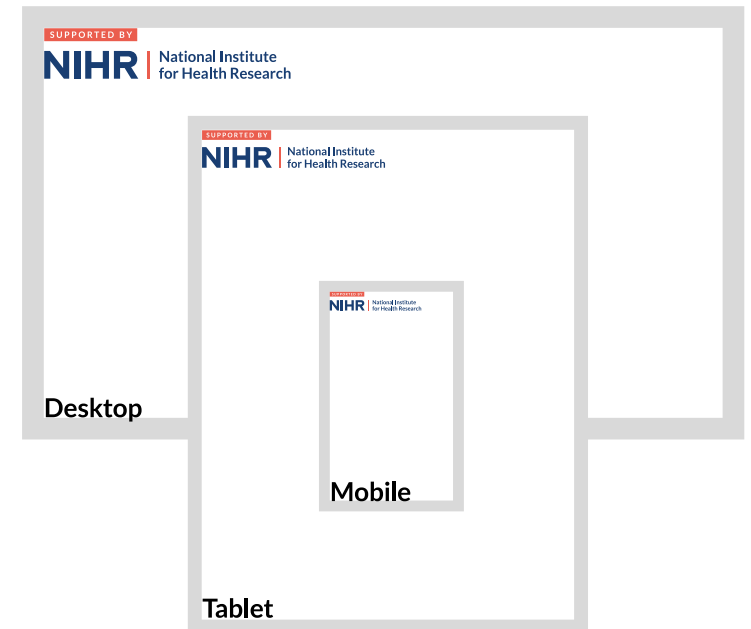 SUPPORTED BY
NIHR | National Institute
for Health Research
SUPPORTED BY
NIHR | National Institute
for Health Research
SUPPORTED BY
NIHR | National Institute
for Health Research
Desktop
Mobile
Tablet